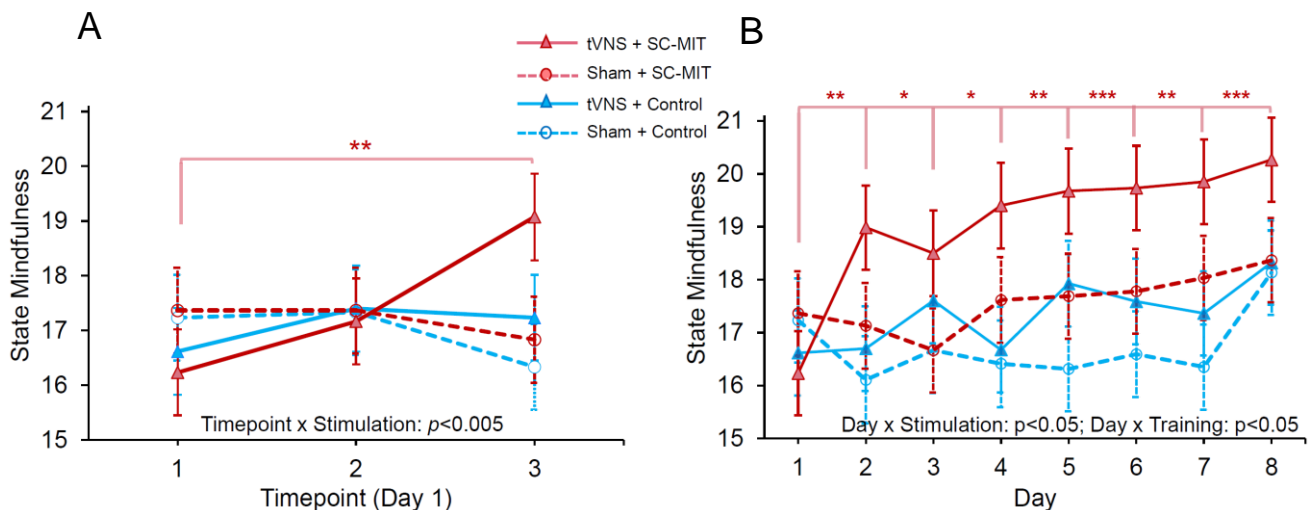 A
tVNS + SC-MIT
Sham + SC-MIT
tVNS + Control
Sham + Control
State Mindfulness
21
20
19
18
17
16
15
**
Timepoint x Stimulation: p<0.005
1 2 3
Timepoint (Day 1)
B
** * * ** *** ** ***
State Mindfulness
21
20
19
18
17
16
15
Day x Stimulation: p<0.05; Day x Training: p<0.05
1 2 3 4 5 6 7 8
Day